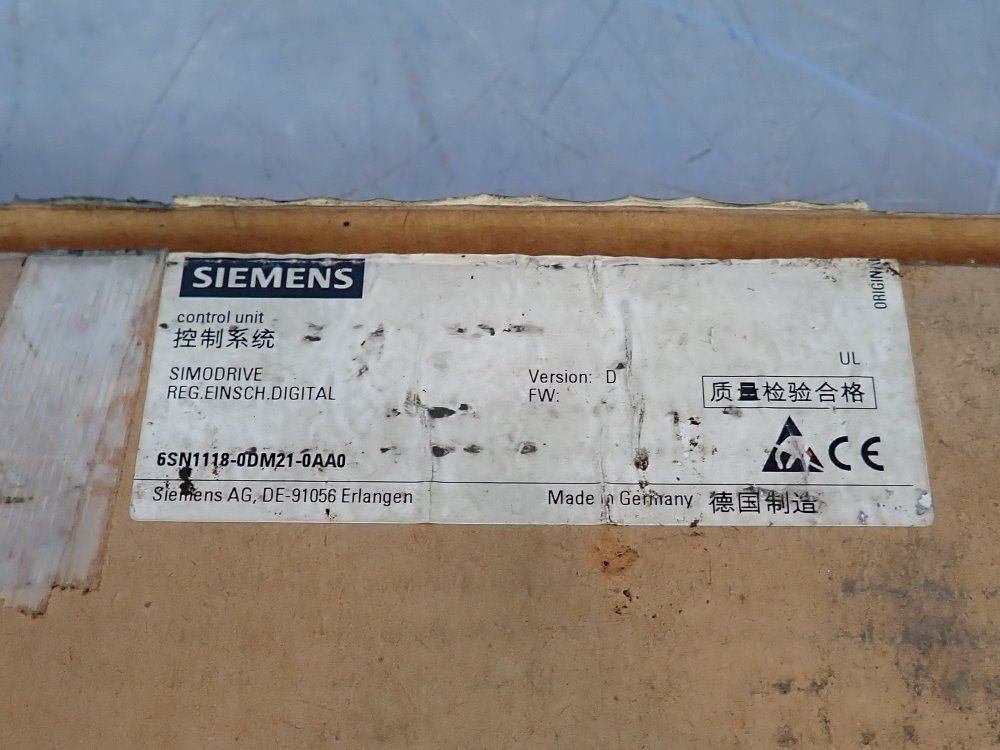 SIEMENS
control unit
控制系统
SIMODRIVE
REG.EINSCH.DIGITAL
Version: D
FW:
UL
质量检验合格
6SN1118-0DM21-0AA0
CE
Siemens AG, DE-91056 Erlangen
Made in Germany 德国制造